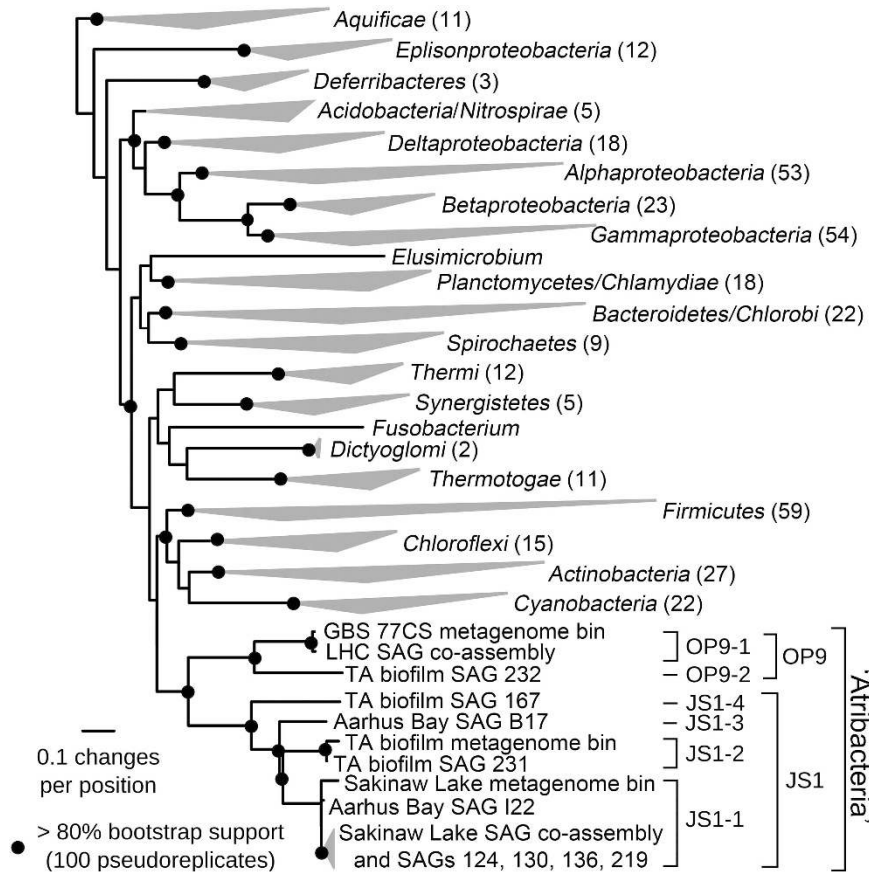 Aquificae (11)
Eplisonproteobacteria (12)
Deferribacteres (3)
Acidobacteria/Nitrospirae (5)
Deltaproteobacteria (18)
Alphaproteobacteria (53)
Betaproteobacteria (23)
Gammaproteobacteria (54)
Elusimicrobium
Planctomycetes/Chlamydiae (18)
Bacteroidetes/Chlorobi (22)
Spirochaetes (9)
Thermi (12)
Synergistetes (5)
Fusobacterium
Dictyoglomi (2)
Thermotogae (11)
Firmicutes (59)
Chloroflexi (15)
Actinobacteria (27)
Cyanobacteria (22)
GBS 77CS metagenome bin
LHC SAG co-assembly
OP9-1
TA biofilm SAG 232
OP9-2
OP9
TA biofilm SAG 167
JS1-4
Aarhus Bay SAG B17
JS1-3
TA biofilm metagenome bin
TA biofilm SAG 231
JS1-2
Sakinaw Lake metagenome bin
Aarhus Bay SAG I22
Sakinaw Lake SAG co-assembly
and SAGs 124, 130, 136, 219
JS1-1
JS1
'Atribacteria'
0.1 changes
per position
> 80% bootstrap support
(100 pseudoreplicates)